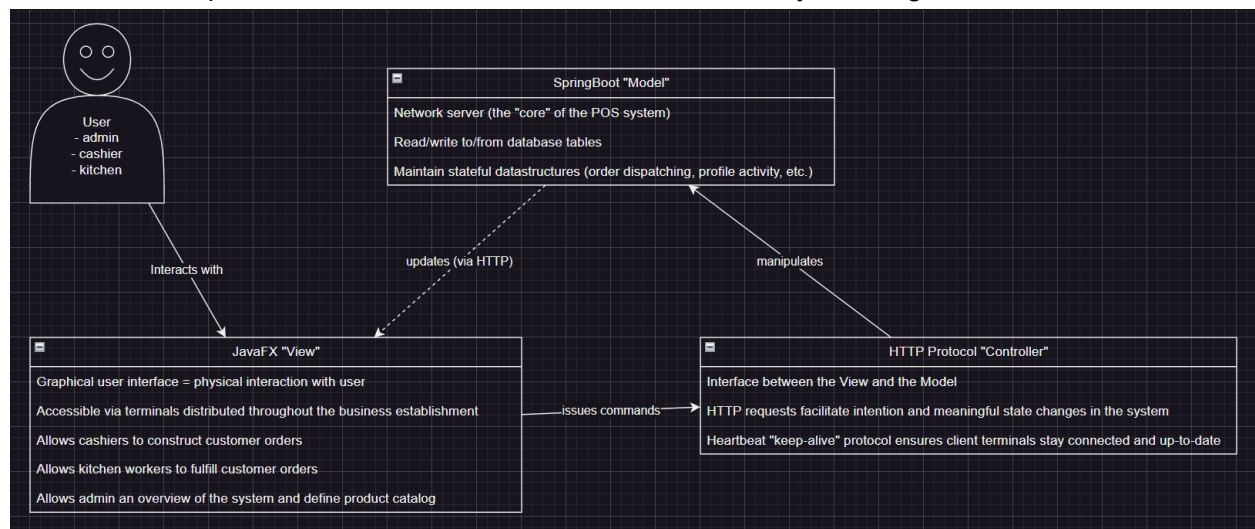 User
- admin
- cashier
- kitchen
SpringBoot "Model"
Network server (the "core" of the POS system)
Read/write to/from database tables
Maintain stateful datastructures (order dispatching, profile activity, etc.)
Interacts with
updates (via HTTP)
manipulates
JavaFX "View"
Graphical user interface = physical interaction with user
Accessible via terminals distributed throughout the business establishment
Allows cashiers to construct customer orders
Allows kitchen workers to fulfill customer orders
Allows admin an overview of the system and define product catalog
issues commands
HTTP Protocol "Controller"
Interface between the View and the Model
HTTP requests facilitate intention and meaningful state changes in the system
Heartbeat "keep-alive" protocol ensures client terminals stay connected and up-to-date